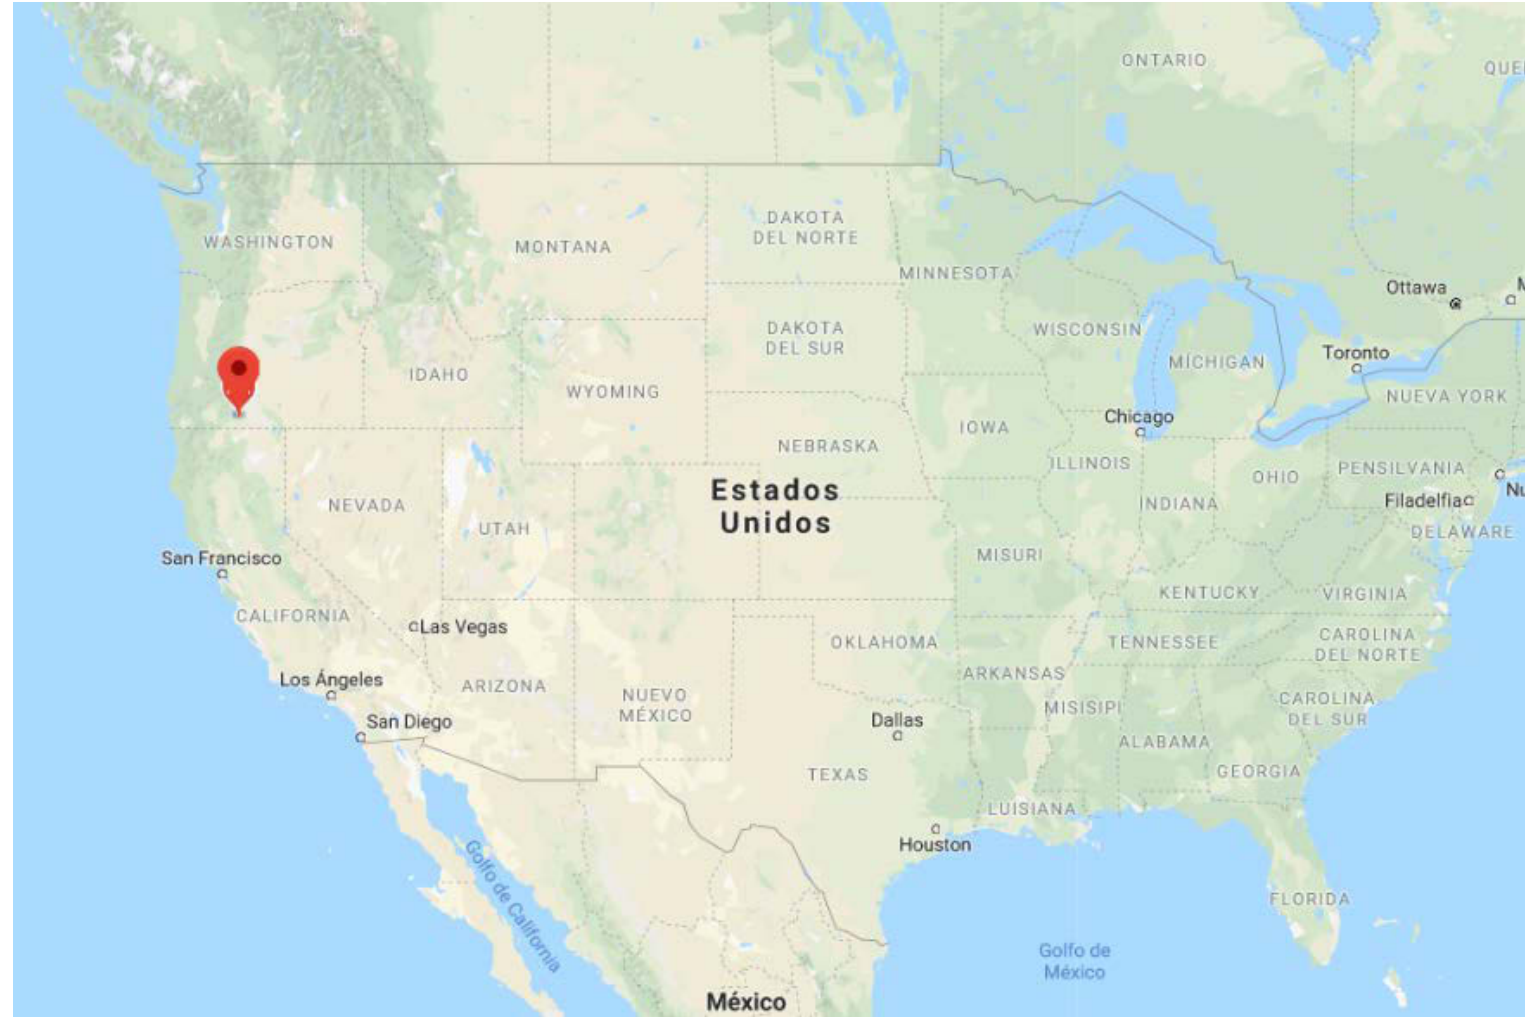 ONTARIO
QUE
WASHINGTON
MONTANA
DAKOTA
DEL NORTE
MINNESOTA
Ottawa
M
DAKOTA
DEL SUR
WISCONSIN
MÍCHIGAN
Toronto
IDAHO
WYOMING
NUEVA YORK
Chicago
IOWA
NEBRASKA
ILLINOIS
OHIO
PENSILVANIA
Estados
Unidos
NEVADA
UTAH
INDIANA
Filadelfia
Nu
DELAWARE
San Francisco
MISURI
CALIFORNIA
Las Vegas
KENTUCKY
VIRGINIA
OKLAHOMA
TENNESSEE
CAROLINA
DEL NORTE
Los Ángeles
ARIZONA
NUEVO
MÉXICO
ARKANSAS
San Diego
Dallas
MISISIPI
CAROLINA
DEL SUR
ALABAMA
TEXAS
GEORGIA
LUISIANA
Houston
Golfo de California
FLORIDA
Golfo de
México
México